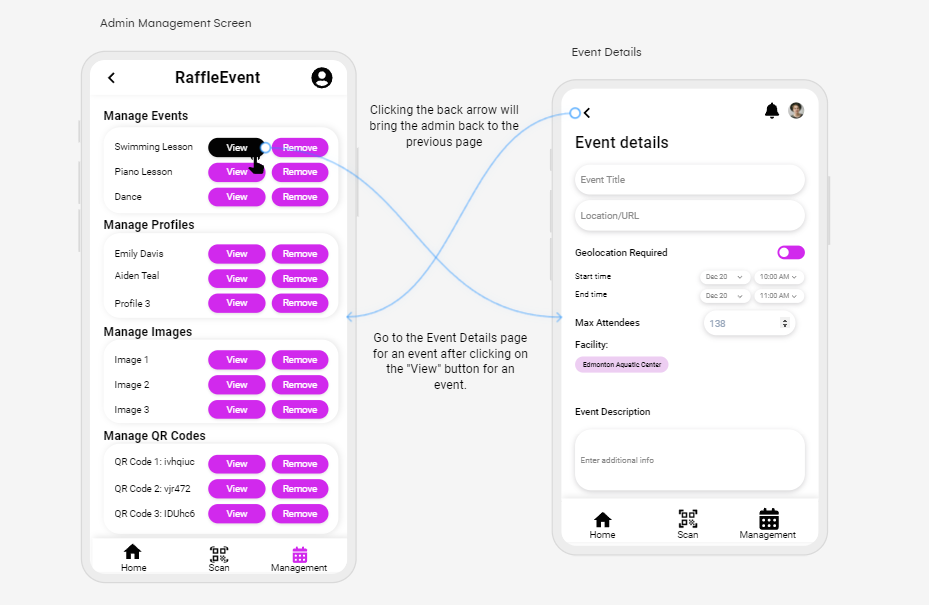 Admin Management Screen
RaffleEvent
Manage Events
Swimming Lesson View Remove
Piano Lesson View Remove
Dance View Remove
Manage Profiles
Emily Davis View Remove
Aiden Teal View Remove
Profile 3 View Remove
Manage Images
Image 1 View Remove
Image 2 View Remove
Image 3 View Remove
Manage QR Codes
QR Code 1: ivhqiuc View Remove
QR Code 2: vjr472 View Remove
QR Code 3: IDUhc6 View Remove
Home Scan Management
Clicking the back arrow will
bring the admin back to the
previous page
Go to the Event Details page
for an event after clicking on
the "View" button for an
event.
Event Details
Event details
Event Title
Location/URL
Geolocation Required
Start time Dec 20 10:00 AM
End time Dec 20 11:00 AM
Max Attendees 138
Facility:
Edmonton Aquatic Center
Event Description
Enter additional info
Home Scan Management